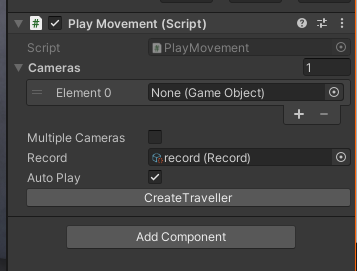 Play Movement (Script)
Script PlayMovement
Cameras 1
Element 0 None (Game Object)
Multiple Cameras
Record record (Record)
Auto Play
CreateTraveller
Add Component